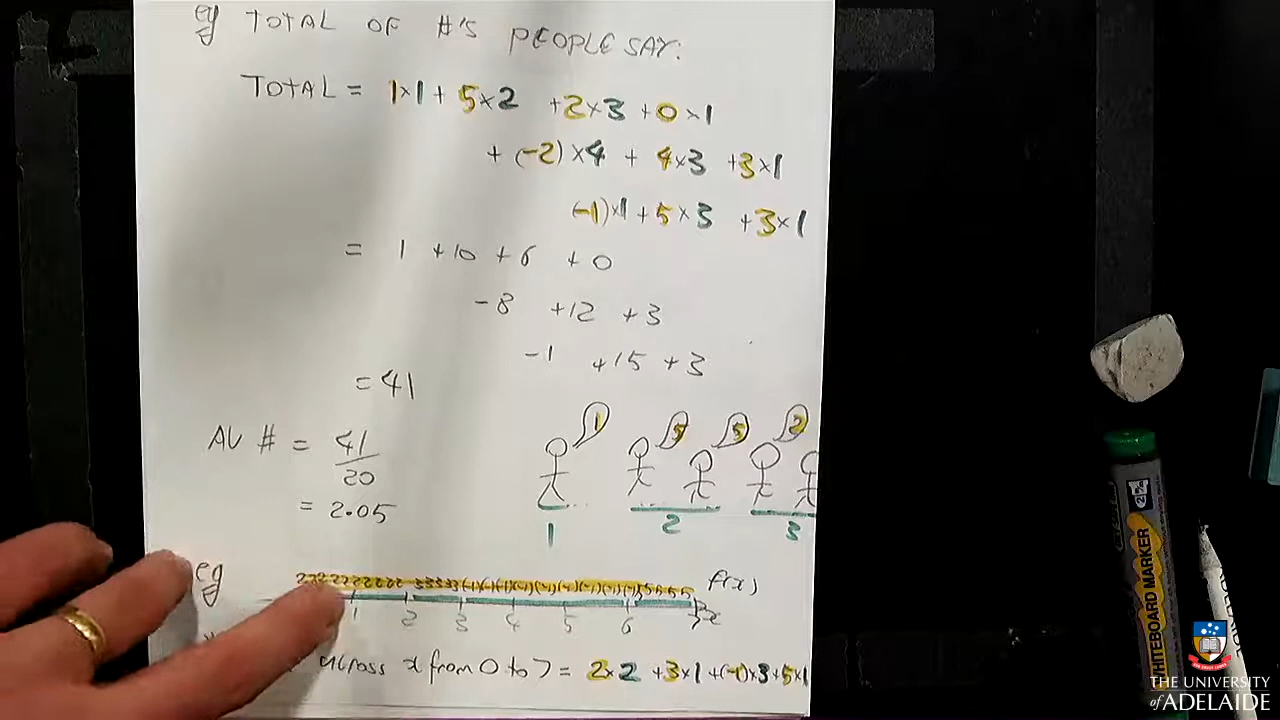 eg TOTAL OF #'S PEOPLE SAY:
TOTAL = 1×1 + 5×2 +2×3 +0×1
+ (-2) ×4 + 4×3 +3×1
(-1)×1 +5×3 +3×1
= 1 +10 +6 +0
-8 +12 +3
-1 +15 +3
= 41
AV # = 41
20
= 2.05
1 5 5 2
1 2 3
eg
f(x)
1 2 3 4 5 6 7 x
across x from 0 to 7 = 2×2 +3×1 +(-1)×3+5×1
WHITEBOARD MARKER
THE UNIVERSITY
of ADELAIDE